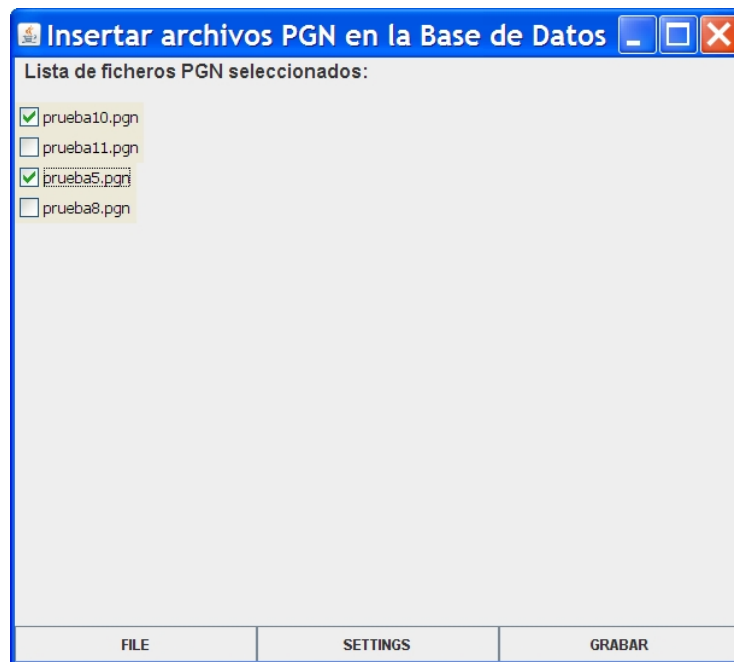 Insertar archivos PGN en la Base de Datos
Lista de ficheros PGN seleccionados:
prueba10.pgn
prueba11.pgn
prueba5.pgn
prueba8.pgn
FILE SETTINGS GRABAR